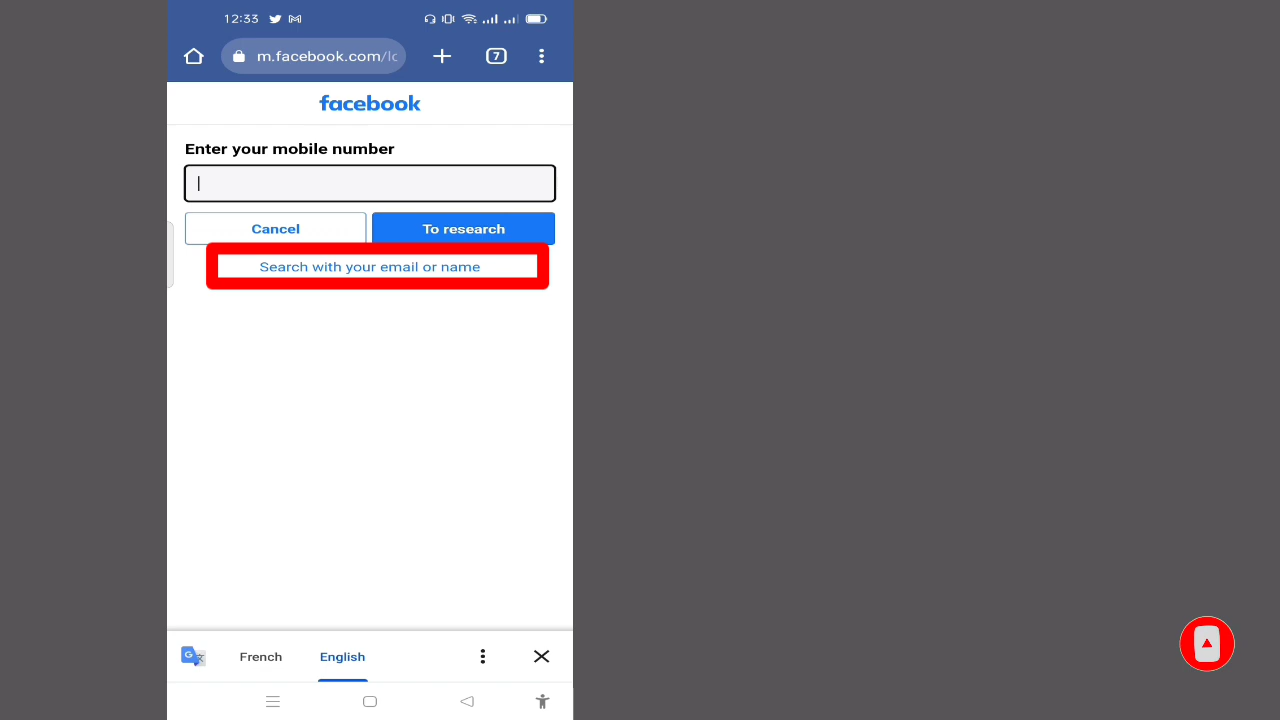 12:33
m.facebook.com/lc
7
facebook
Enter your mobile number
Cancel
To research
Search with your email or name
French
English